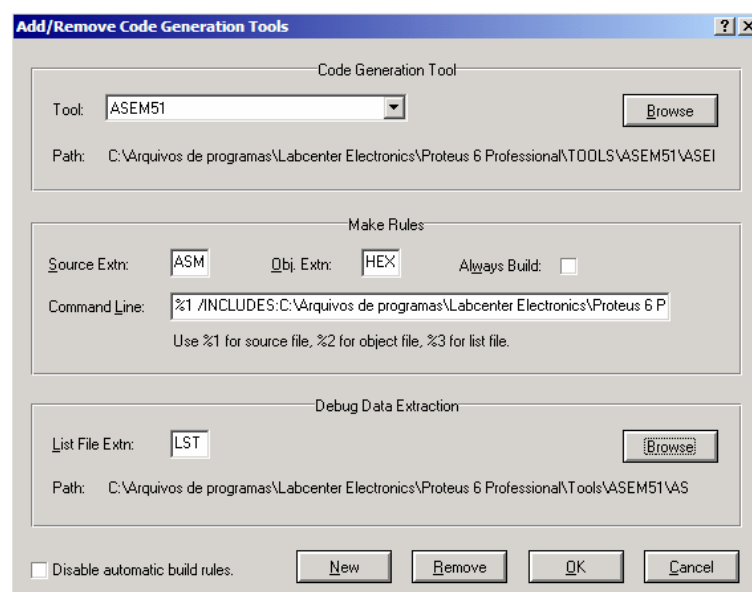 Add/Remove Code Generation Tools
Code Generation Tool
Tool: ASEM51 Browse
Path: C:\Arquivos de programas\Labcenter Electronics\Proteus 6 Professional\TOOLS\ASEM51\ASEI
Make Rules
Source Extn: ASM Obj. Extn: HEX Always Build:
Command Line: %1 /INCLUDES:C:\Arquivos de programas\Labcenter Electronics\Proteus 6 P
Use %1 for source file, %2 for object file, %3 for list file.
Debug Data Extraction
List File Extn: LST Browse
Path: C:\Arquivos de programas\Labcenter Electronics\Proteus 6 Professional\Tools\ASEM51\AS
Disable automatic build rules. New Remove OK Cancel